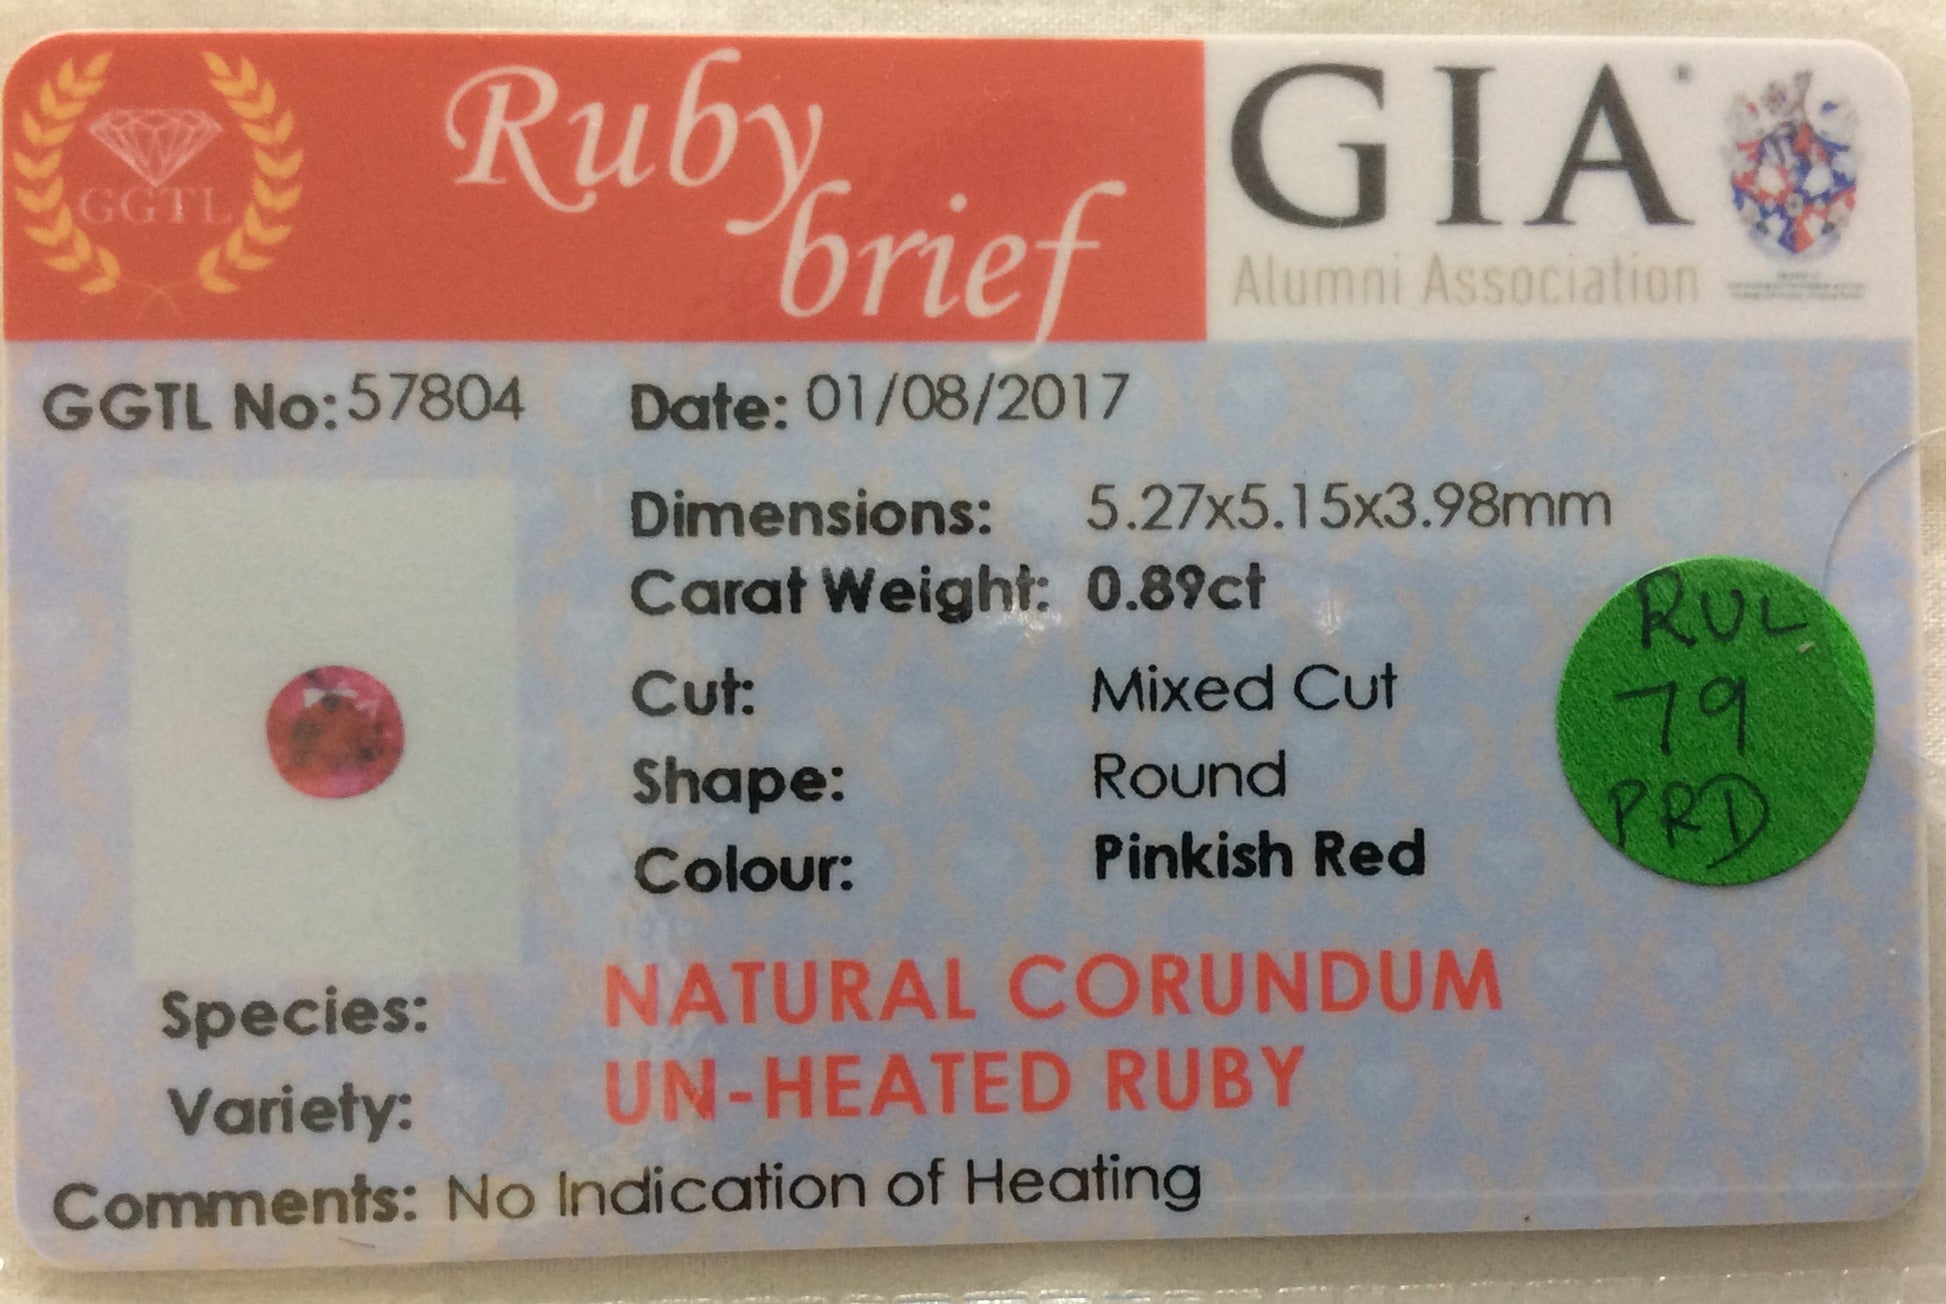 GGTL
Ruby
brief
GIA®
Alumni Association
GGTL No: 57804
Date: 01/08/2017
Dimensions: 5.27x5.15x3.98mm
Carat Weight: 0.89ct
Cut: Mixed Cut
Shape: Round
Colour: Pinkish Red
RUL
79
PRD
Species: NATURAL CORUNDUM
Variety: UN-HEATED RUBY
Comments: No Indication of Heating